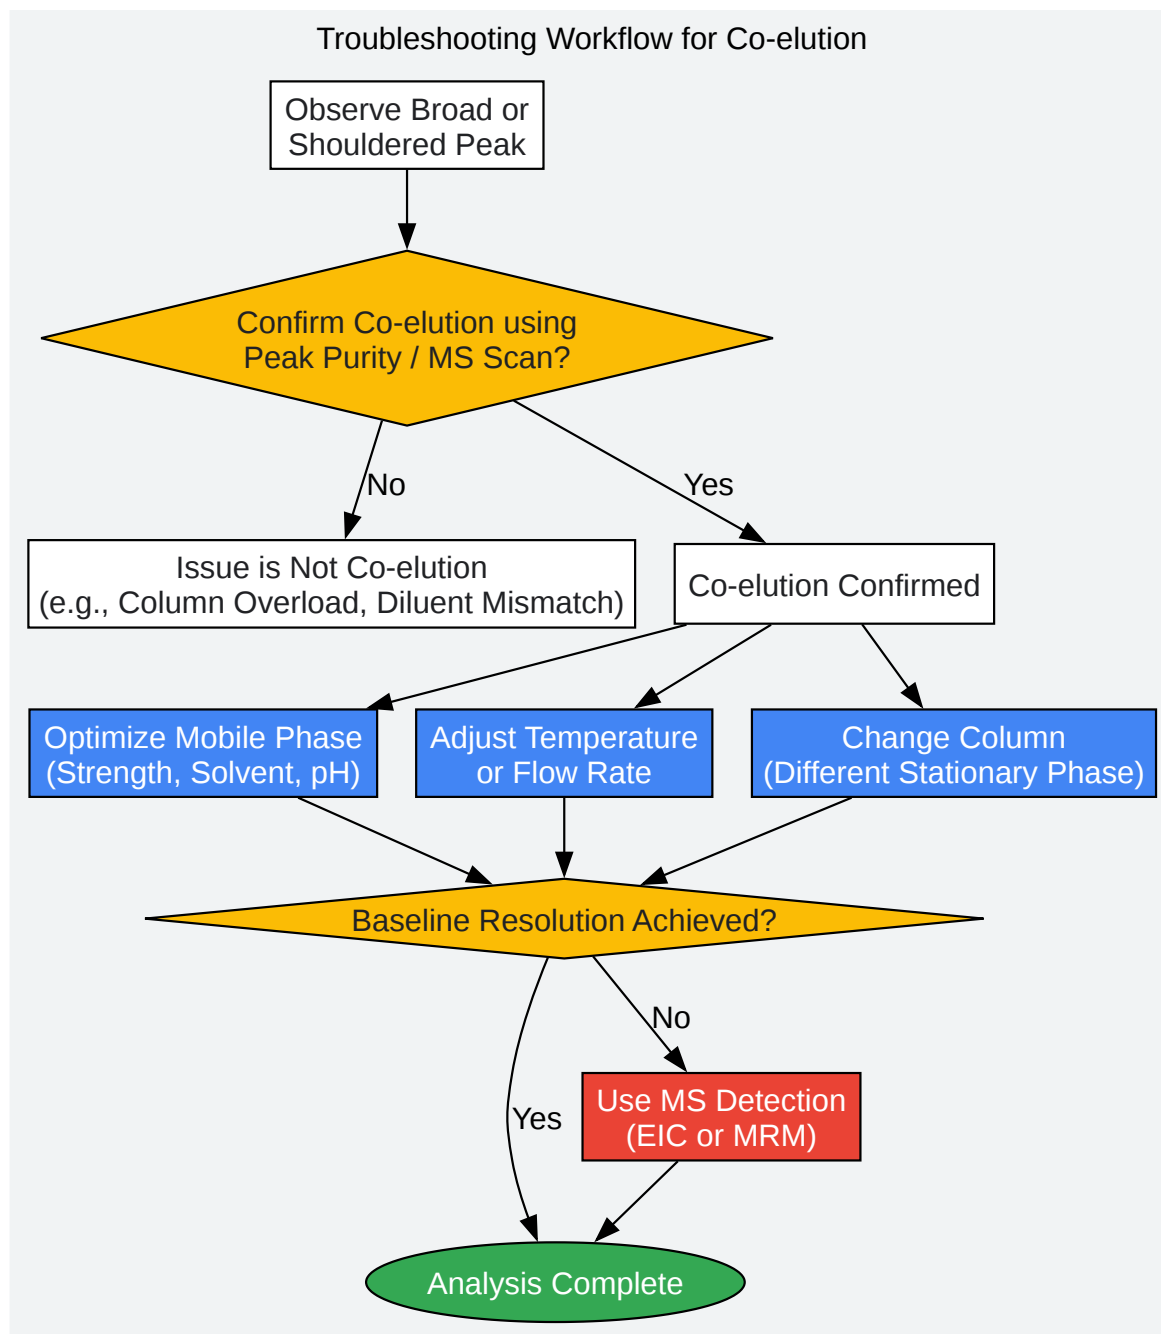 Troubleshooting Workflow for Co-elution
Observe Broad or
Shouldered Peak
Confirm Co-elution using
Peak Purity / MS Scan?
No
Yes
Issue is Not Co-elution
(e.g., Column Overload, Diluent Mismatch)
Co-elution Confirmed
Optimize Mobile Phase
(Strength, Solvent, pH)
Adjust Temperature
or Flow Rate
Change Column
(Different Stationary Phase)
Baseline Resolution Achieved?
No
Use MS Detection
(EIC or MRM)
Yes
Analysis Complete